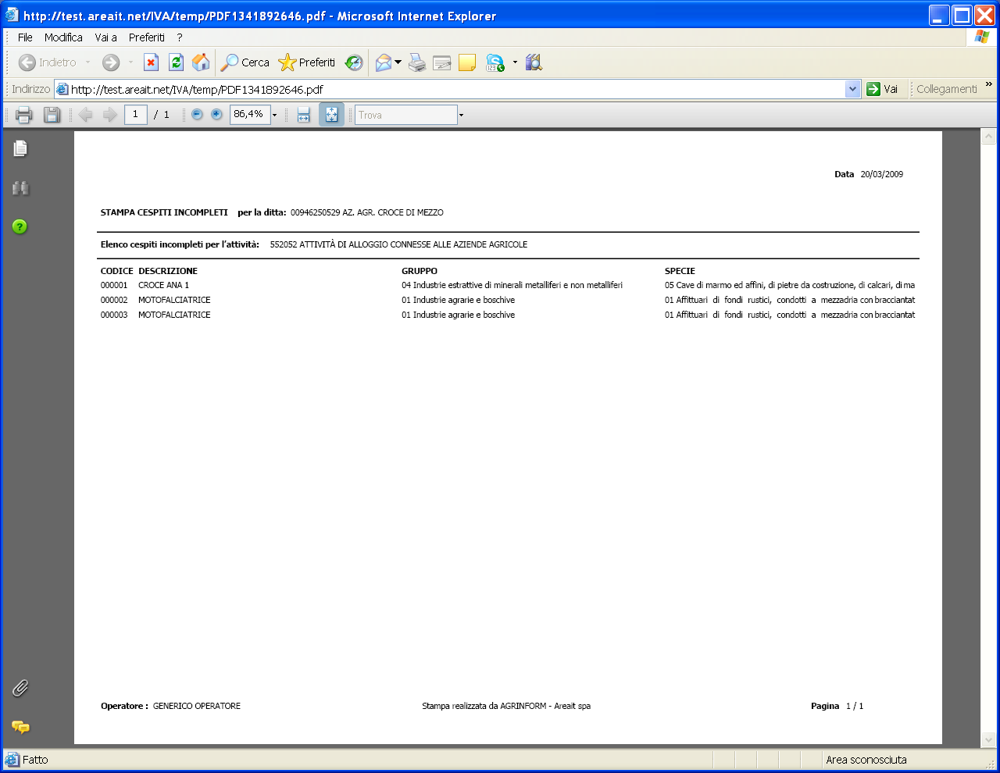 http://test.areait.net/IVA/temp/PDF1341892646.pdf - Microsoft Internet Explorer
File Modifica Vai a Preferiti ?
Indietro Cerca Preferiti
Indirizzo http://test.areait.net/IVA/temp/PDF1341892646.pdf Vai Collegamenti »
1 / 1 86,4% Trova
Data 20/03/2009
STAMPA CESPITI INCOMPLETI per la ditta: 00946250529 AZ. AGR. CROCE DI MEZZO
Elenco cespiti incompleti per l'attività: 552052 ATTIVITÀ DI ALLOGGIO CONNESSE ALLE AZIENDE AGRICOLE
CODICE DESCRIZIONE GRUPPO SPECIE
000001 CROCE ANA 1 04 Industrie estrattive di minerali metalliferi e non metalliferi 05 Cave di marmo ed affini, di pietre da costruzione, di calcari, di ma
000002 MOTOFALCIATRICE 01 Industrie agrarie e boschive 01 Affittuari di fondi rustici, condotti a mezzadria con bracciantat
000003 MOTOFALCIATRICE 01 Industrie agrarie e boschive 01 Affittuari di fondi rustici, condotti a mezzadria con bracciantat
Operatore : GENERICO OPERATORE Stampa realizzata da AGRINFORM - Areait spa Pagina 1 / 1
Fatto Area sconosciuta